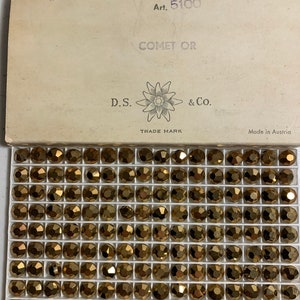 Art. 5100
COMET OR
D. S. & Co.
TRADE MARK
Made in Austria